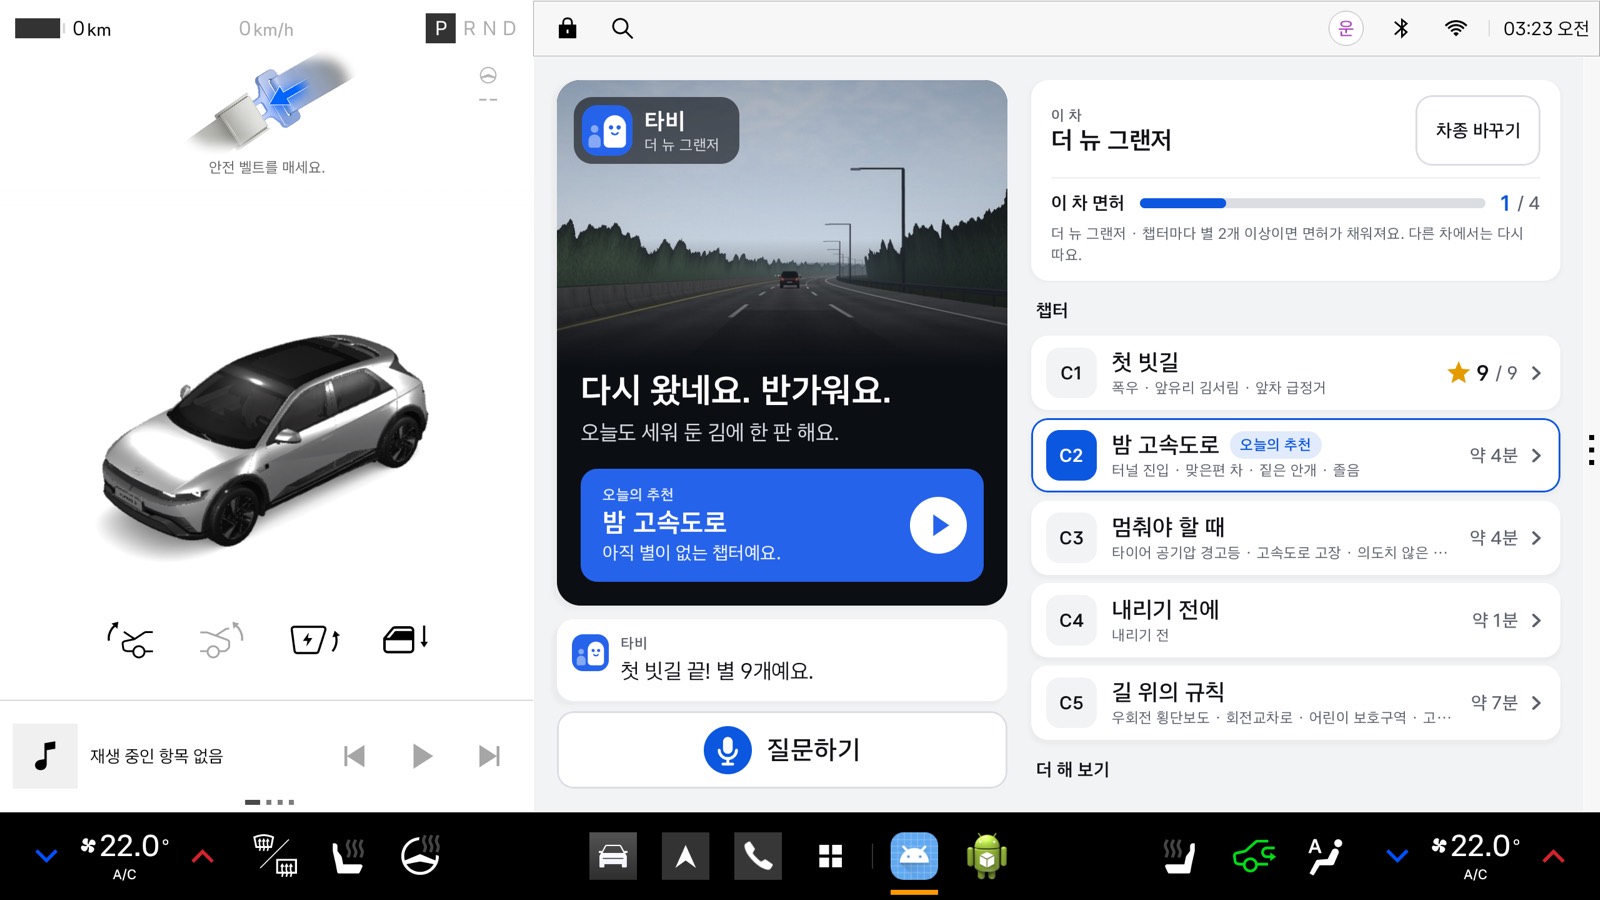 0 km
0 km/h
P R N D
안전 벨트를 매세요.
--
재생 중인 항목 없음
운
03:23 오전
타비
더 뉴 그랜저
다시 왔네요. 반가워요.
오늘도 세워 둔 김에 한 판 해요.
오늘의 추천
밤 고속도로
아직 별이 없는 챕터예요.
타비
첫 빗길 끝! 별 9개예요.
질문하기
이 차
더 뉴 그랜저
차종 바꾸기
이 차 면허
1 / 4
더 뉴 그랜저 · 챕터마다 별 2개 이상이면 면허가 채워져요. 다른 차에서는 다시
따요.
챕터
C1
첫 빗길
폭우 · 앞유리 김서림 · 앞차 급정거
9 / 9
C2
밤 고속도로
오늘의 추천
터널 진입 · 맞은편 차 · 짙은 안개 · 졸음
약 4분
C3
멈춰야 할 때
타이어 공기압 경고등 · 고속도로 고장 · 의도치 않은 ···
약 4분
C4
내리기 전에
내리기 전
약 1분
C5
길 위의 규칙
우회전 횡단보도 · 회전교차로 · 어린이 보호구역 · 고···
약 7분
더 해 보기
22.0°
A/C
A
22.0°
A/C